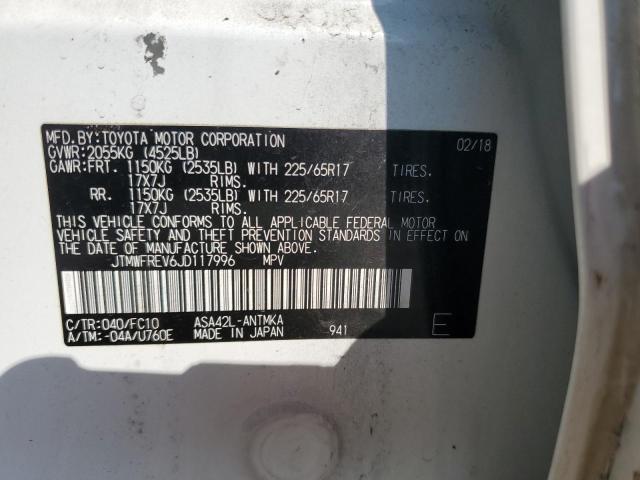 MFD.BY:TOYOTA MOTOR CORPORATION 02/18
GVWR:2055KG (4525LB)
GAWR:FRT. 1150KG (2535LB) WITH 225/65R17 TIRES.
17X7J RIMS.
RR. 1150KG (2535LB) WITH 225/65R17 TIRES.
17X7J RIMS.
THIS VEHICLE CONFORMS TO ALL APPLICABLE FEDERAL MOTOR
VEHICLE SAFETY AND THEFT PREVENTION STANDARDS IN EFFECT ON
THE DATE OF MANUFACTURE SHOWN ABOVE.
JTMWFREV6JD117996 MPV
C/TR:040/FC10 ASA42L-ANTMKA
A/TM:-04A/U760E MADE IN JAPAN 941 E